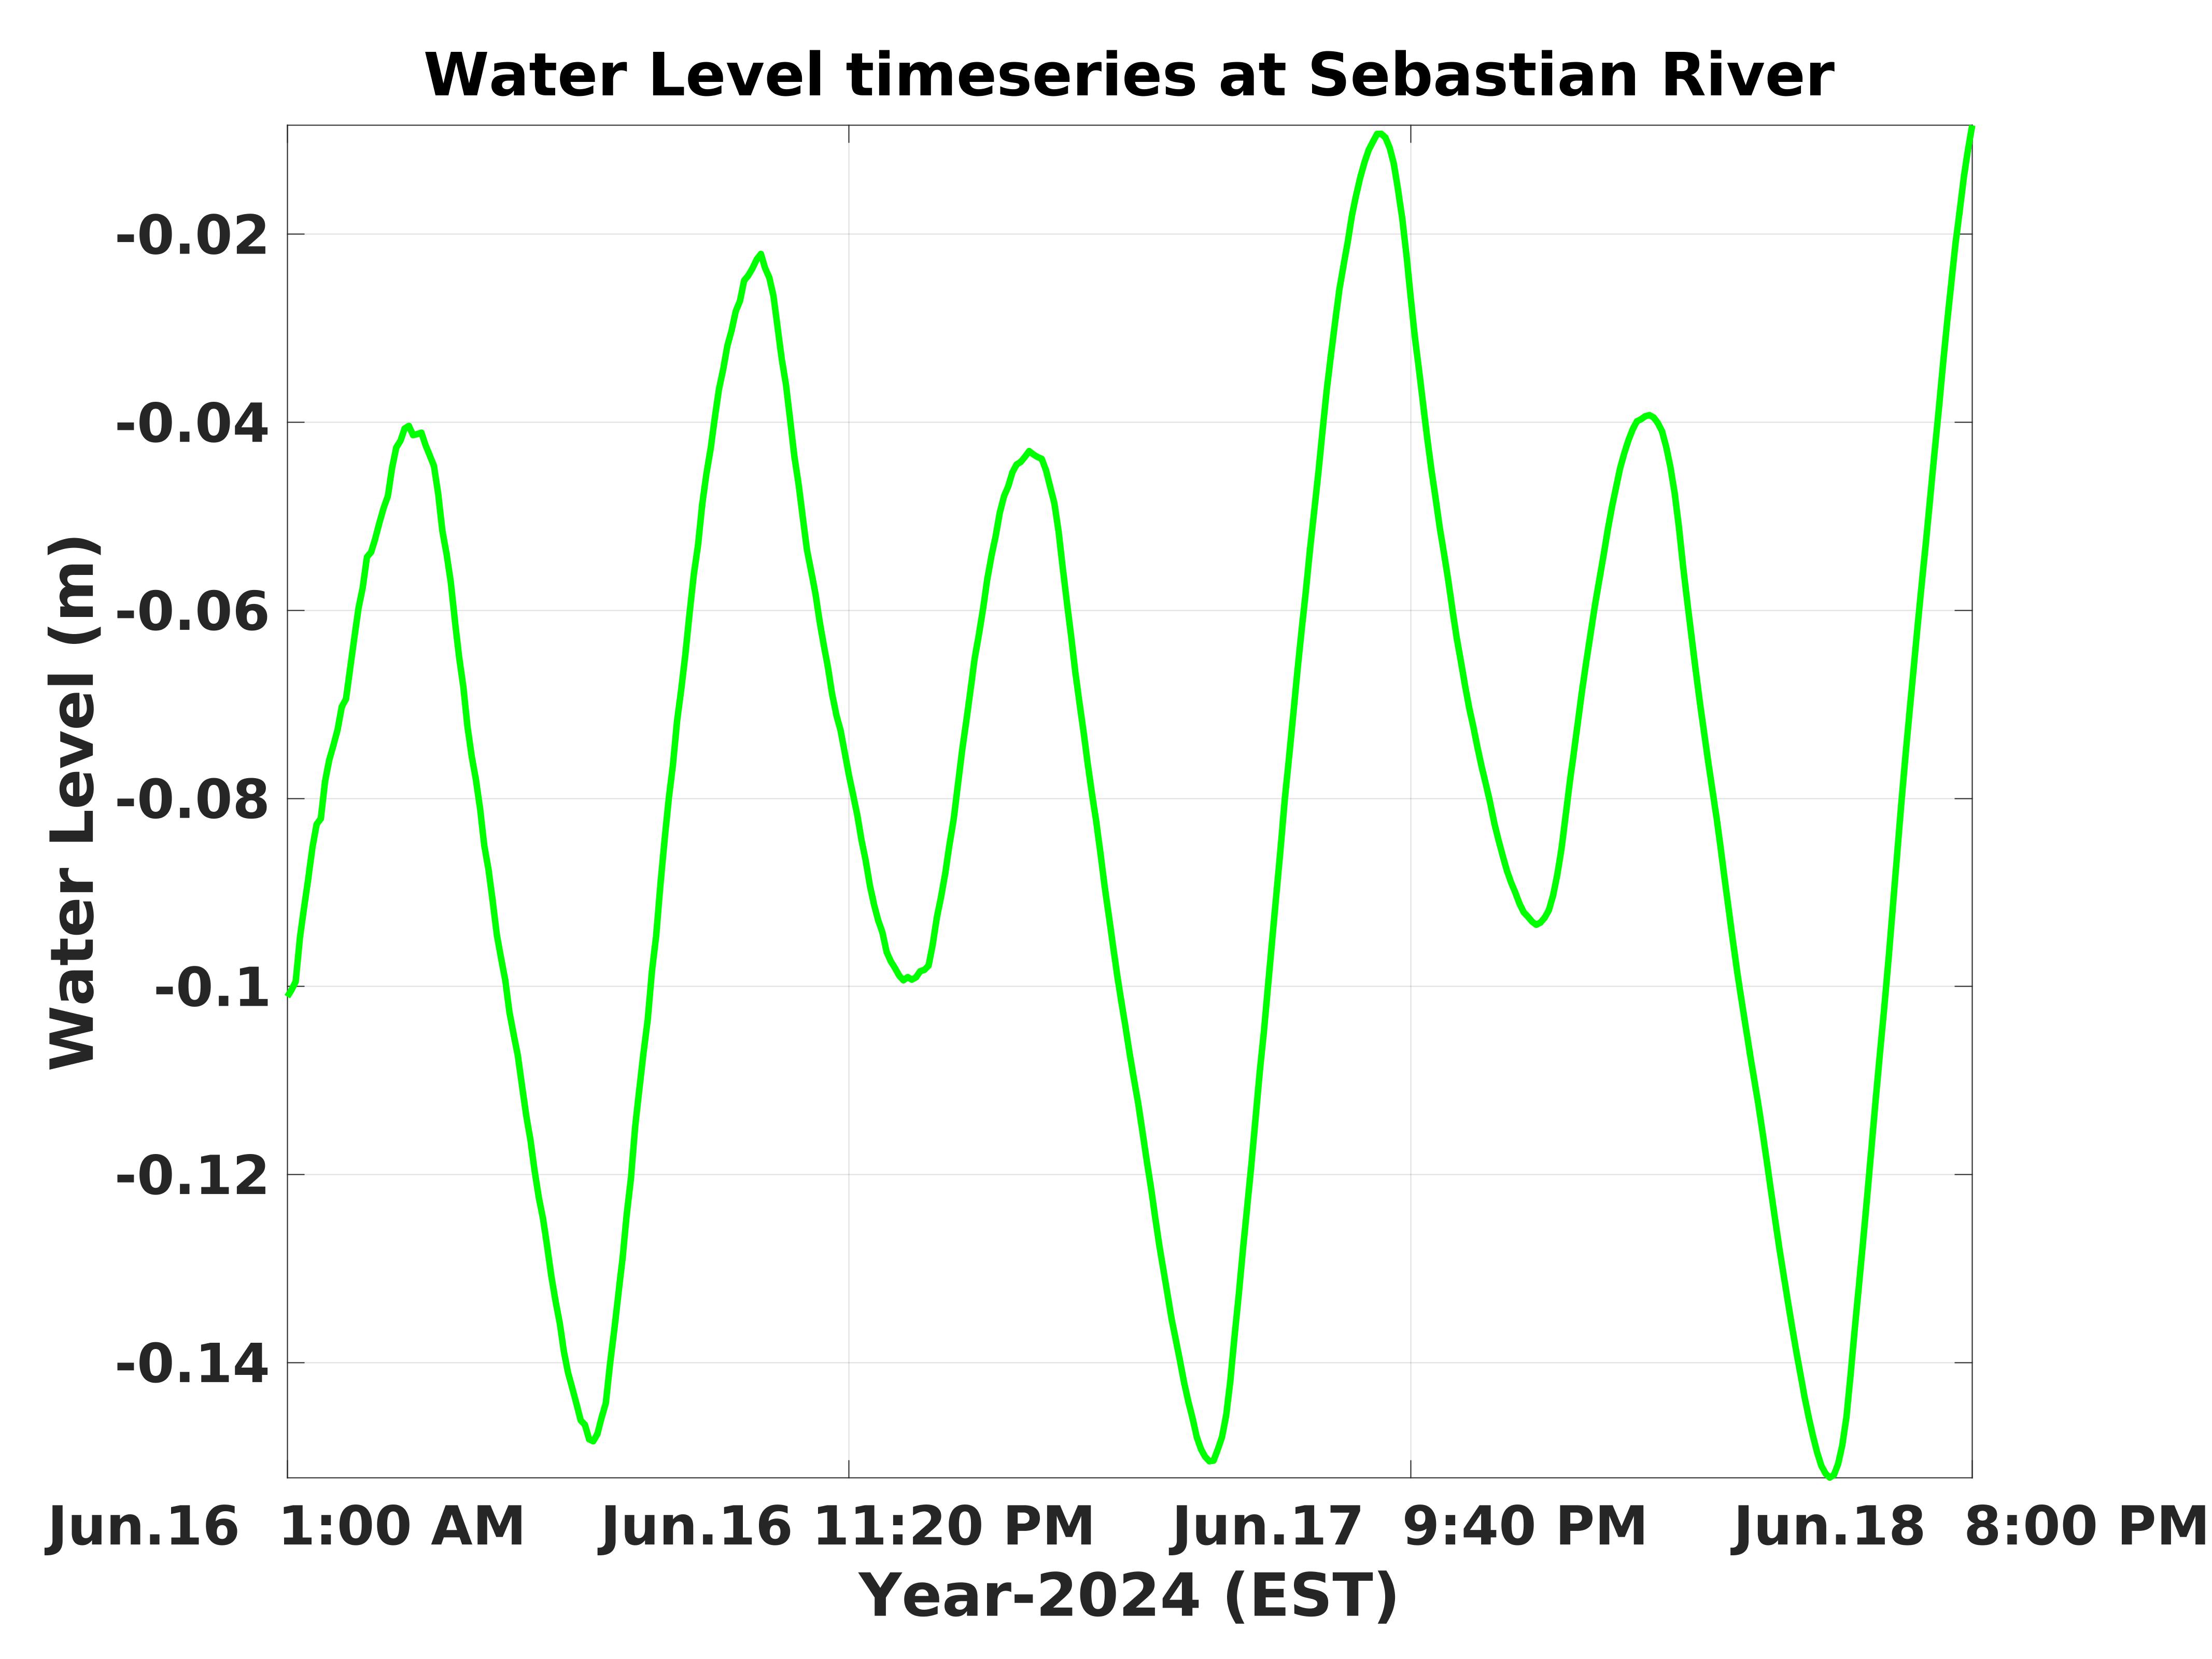 Water Level timeseries at Sebastian River
Water Level (m)
-0.02
-0.04
-0.06
-0.08
-0.1
-0.12
-0.14
Jun.16 1:00 AM Jun.16 11:20 PM Jun.17 9:40 PM Jun.18 8:00 PM
Year-2024 (EST)